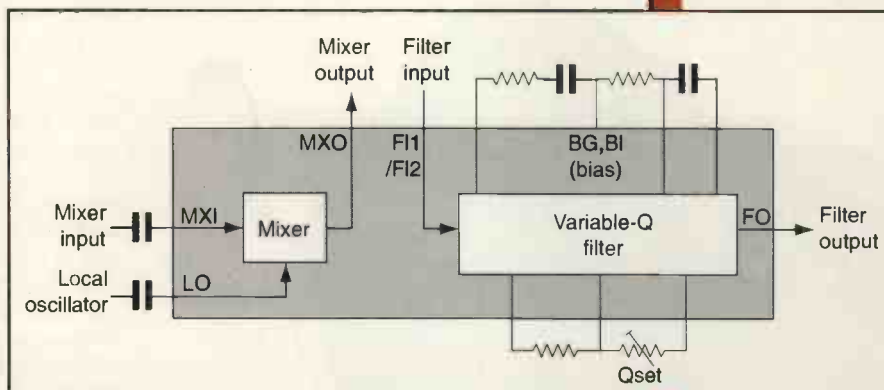 Mixer
output
Filter
input
MXO
FI1
/FI2
BG,BI
(bias)
Mixer
input
MXI
Mixer
Variable-Q
filter
FO
Filter
output
Local
oscillator
LO
Qset